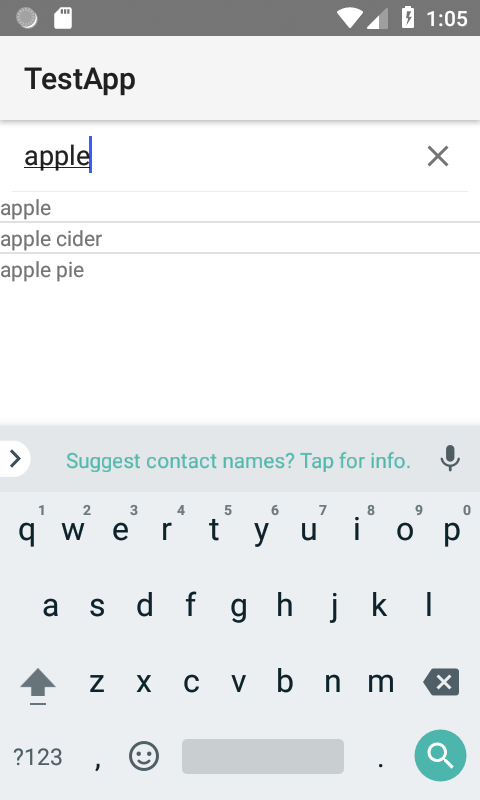 1:05
TestApp
apple
apple
apple cider
apple pie
Suggest contact names? Tap for info.
1 2 3 4 5 6 7 8 9 0
q w e r t y u i o p
a s d f g h j k l
z x c v b n m
?123 , .